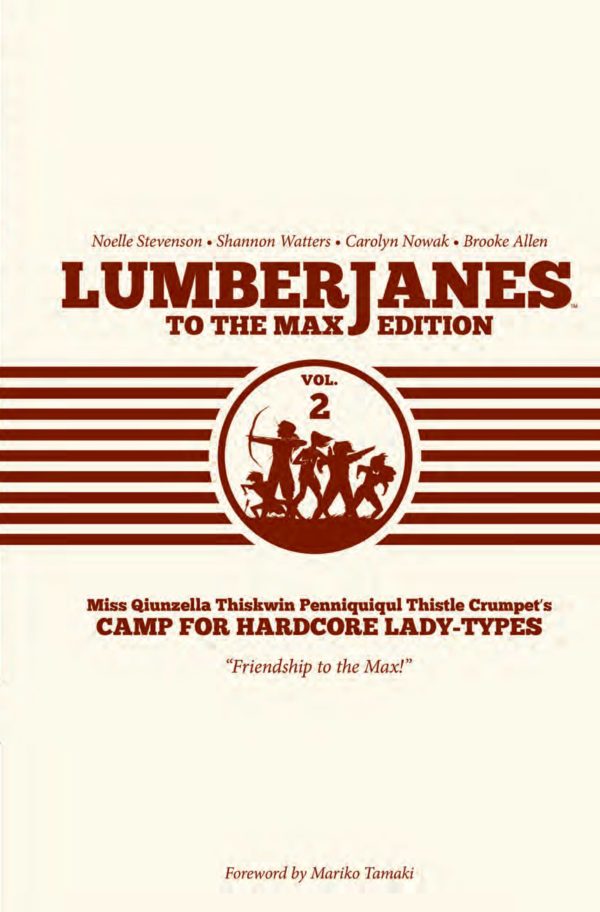 Noelle Stevenson • Shannon Watters • Carolyn Nowak • Brooke Allen
LUMBERJANES™
TO THE MAX EDITION
VOL.
2
Miss Qiunzella Thiskwin Penniquiqul Thistle Crumpet's
CAMP FOR HARDCORE LADY-TYPES
“Friendship to the Max!”
Foreword by Mariko Tamaki